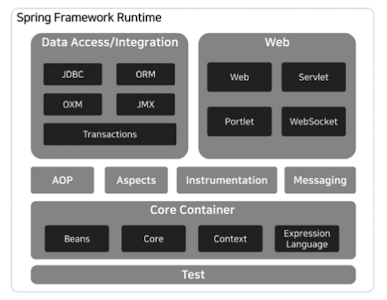 Spring Framework Runtime
Data Access/Integration
JDBC
ORM
OXM
JMX
Transactions
Web
Web
Servlet
Portlet
WebSocket
AOP
Aspects
Instrumentation
Messaging
Core Container
Beans
Core
Context
Expression
Language
Test